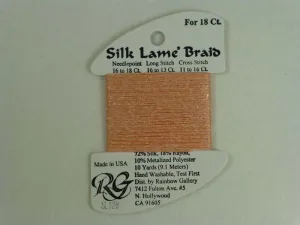 For 18 Ct.
Silk Lame' Braid
Needlepoint Long Stitch Cross Stitch
16 to 18 Ct. 16 to 13 Ct. 11 to 16 Ct.
72% Silk, 18% Rayon,
10% Metalized Polyester
10 Yards (9.1 Meters)
Hand Washable, Test First
Dist. by Rainbow Gallery
7412 Fulton Ave. #5
N. Hollywood
CA 91605
Made in USA
RG